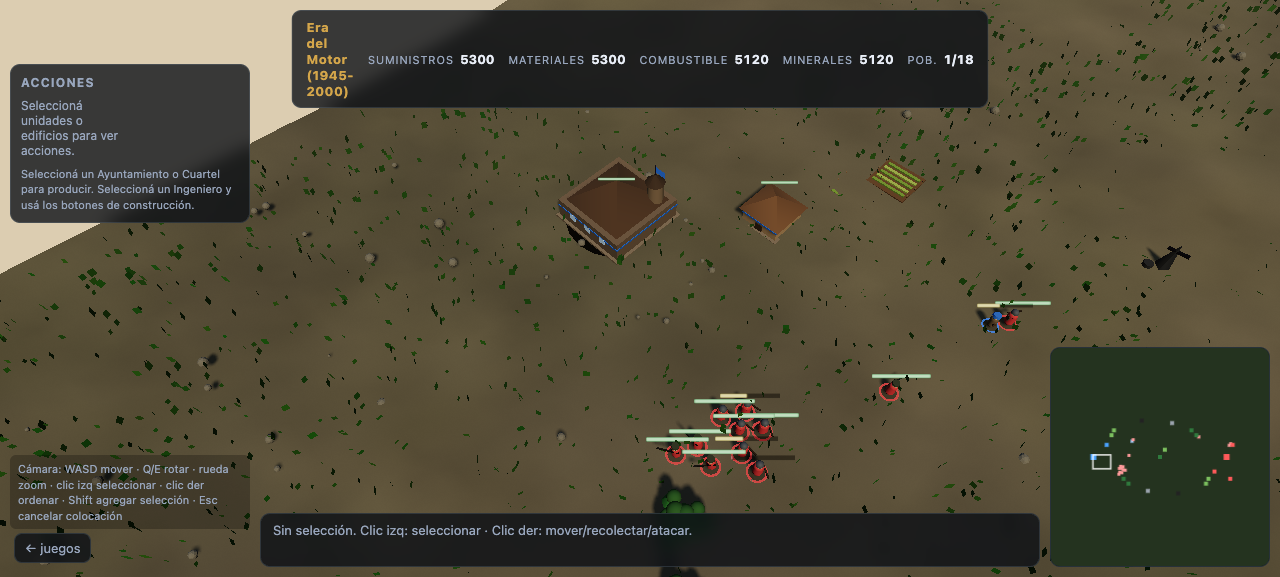 Era
del
Motor
(1945-
2000)
SUMINISTROS 5300 MATERIALES 5300 COMBUSTIBLE 5120 MINERALES 5120 POB. 1/18
ACCIONES
Seleccioná
unidades o
edificios para ver
acciones.
Seleccioná un Ayuntamiento o Cuartel
para producir. Seleccioná un Ingeniero y
usá los botones de construcción.
Cámara: WASD mover · Q/E rotar · rueda
zoom · clic izq seleccionar · clic der
ordenar · Shift agregar selección · Esc
cancelar colocación
← juegos
Sin selección. Clic izq: seleccionar · Clic der: mover/recolectar/atacar.